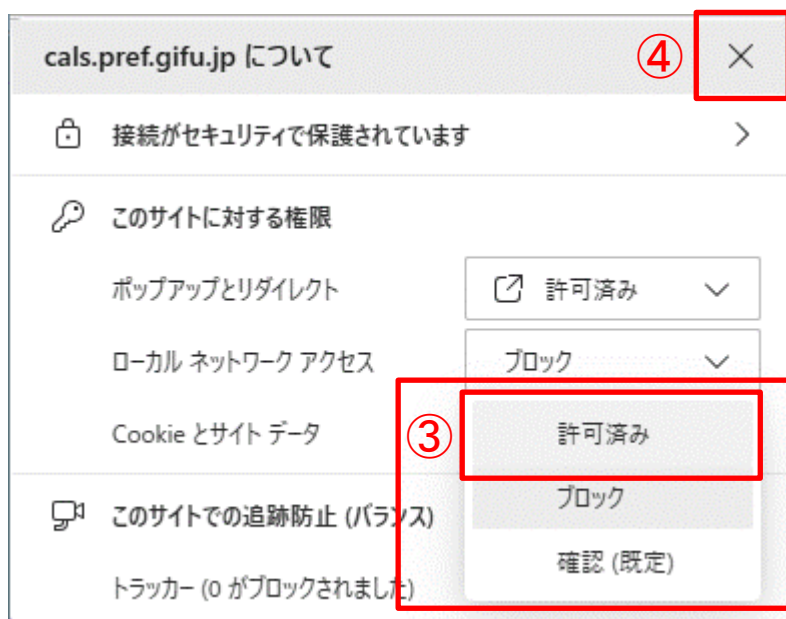 cals.pref.gifu.jp について
④
接続がセキュリティで保護されています
このサイトに対する権限
ポップアップとリダイレクト
許可済み
ローカル ネットワーク アクセス
ブロック
Cookie とサイト データ
③
許可済み
ブロック
確認 (既定)
このサイトでの追跡防止 (バランス)
トラッカー (0 がブロックされました)